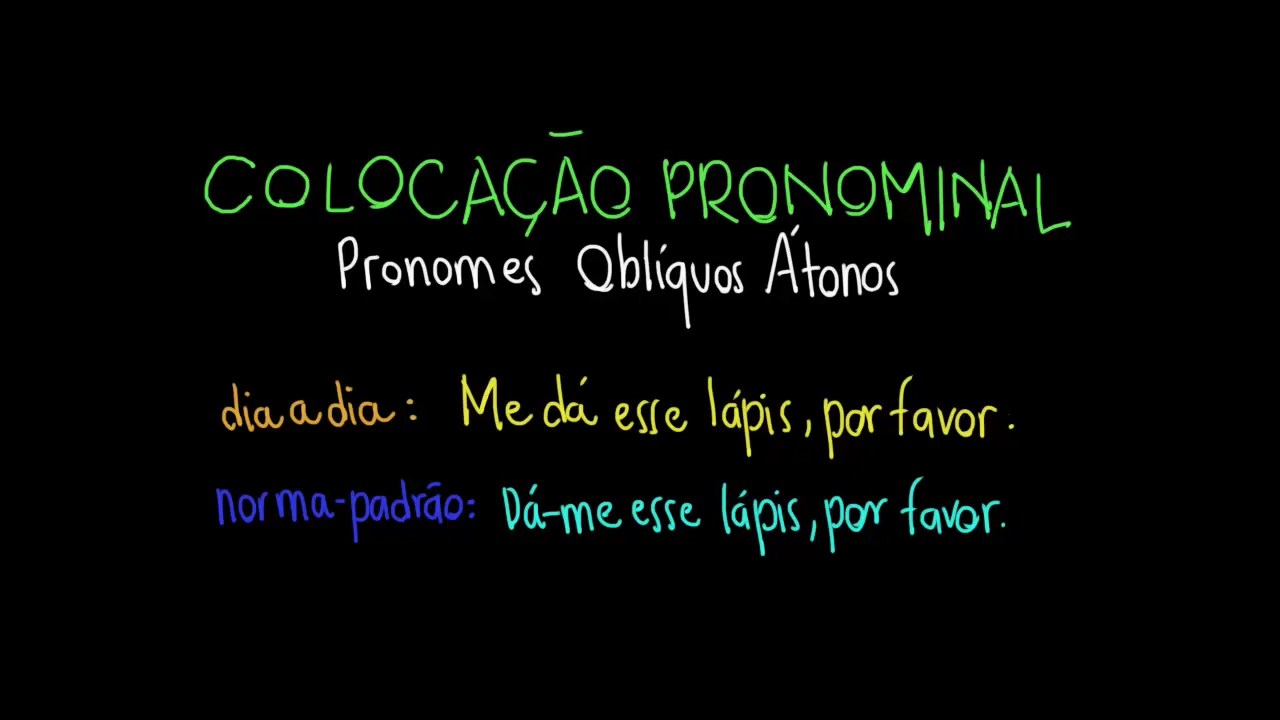 COLOCAÇÃO PRONOMINAL
Pronomes Oblíquos Átonos
dia a dia: Me dá esse lápis, por favor.
norma-padrão: Dá-me esse lápis, por favor.